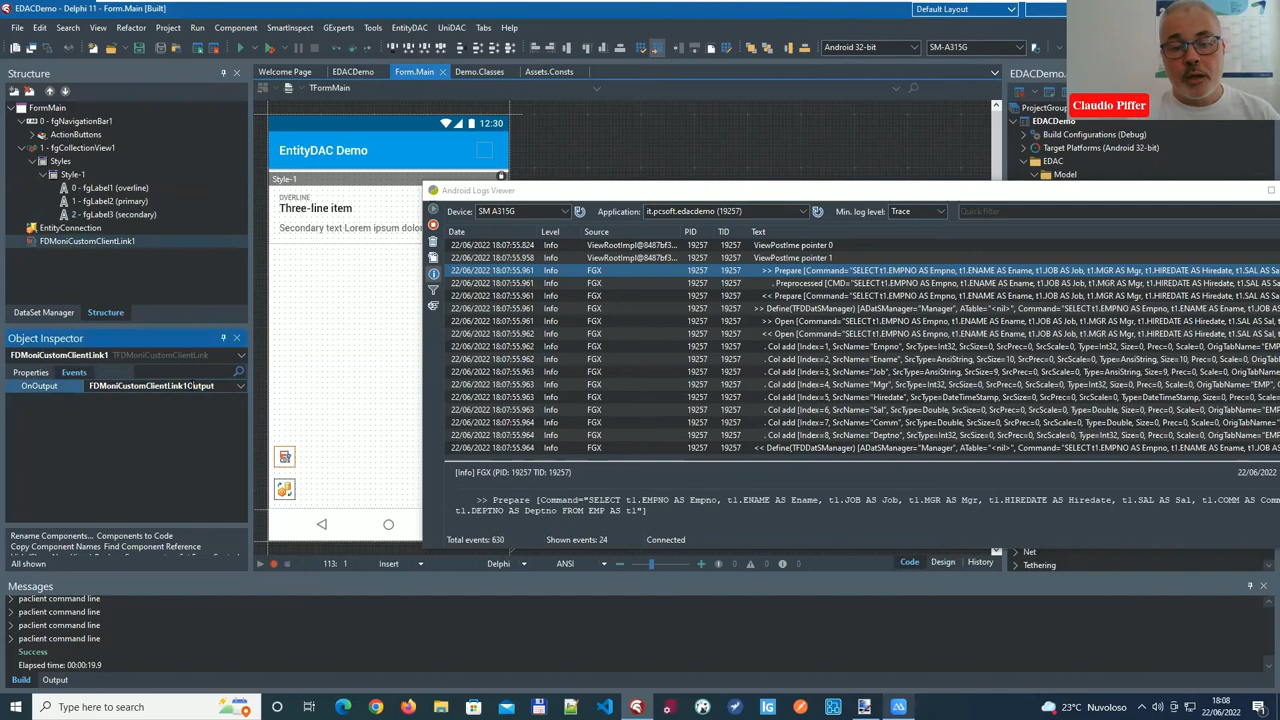 EDACDemo - Delphi 11 - Form.Main [Built]
Default Layout
File Edit Search View Refactor Project Run Component SmartInspect GExperts Tools EntityDAC UniDAC Tabs Help
Android 32-bit
SM-A315G
Structure
Welcome Page
EDACDemo
Form.Main
Demo.Classes
Assets.Consts
TFormMain
FormMain
0 - fgNavigationBar1
ActionButtons
1 - fgCollectionView1
Styles
Style-1
0 - fgLabel1 (overline)
1 - fgLabel2 (primary)
2 - fgLabel3 (secondary)
EntityConnection
FDMoniCustomClientLink1
DataSet Manager
Structure
12:30
EntityDAC Demo
Style-1
OVERLINE
Three-line item
Secondary text Lorem ipsum dolor
Claudio Piffer
ProjectGroup
EDACDemo
Build Configurations (Debug)
Target Platforms (Android 32-bit)
EDAC
Model
Android Logs Viewer
Device: SM A315G
Application: it.pcsoft.edacdemo (19257)
Min. log level: Trace
Quick filter
Date Level Source PID TID Text
22/06/2022 18:07:55.824 Info ViewRootImpl@8487bf3... 19257 19257 ViewPostIme pointer 0
22/06/2022 18:07:55.958 Info ViewRootImpl@8487bf3... 19257 19257 ViewPostIme pointer 1
22/06/2022 18:07:55.961 Info FGX 19257 19257 >> Prepare [Command="SELECT t1.EMPNO AS Empno, t1.ENAME AS Ename, t1.JOB AS Job, t1.MGR AS Mgr, t1.HIREDATE AS Hiredate, t1.SAL AS Sa
22/06/2022 18:07:55.961 Info FGX 19257 19257 . Preprocessed [CMD="SELECT t1.EMPNO AS Empno, t1.ENAME AS Ename, t1.JOB AS Job, t1.MGR AS Mgr, t1.HIREDATE AS Hiredate, t1.SAL AS
22/06/2022 18:07:55.961 Info FGX 19257 19257 << Prepare [Command="SELECT t1.EMPNO AS Empno, t1.ENAME AS Ename, t1.JOB AS Job, t1.MGR AS Mgr, t1.HIREDATE AS Hiredate, t1.SAL AS Sa
22/06/2022 18:07:55.961 Info FGX 19257 19257 >> Define(TFDDatSManager) [ADatSManager="Manager", ATable="<nil>", Command="SELECT t1.EMPNO AS Empno, t1.ENAME AS Ename,
22/06/2022 18:07:55.961 Info FGX 19257 19257 >> Open [Command="SELECT t1.EMPNO AS Empno, t1.ENAME AS Ename, t1.JOB AS Job, t1.MGR AS Mgr, t1.HIREDATE AS Hiredate, t1.SAL
22/06/2022 18:07:55.961 Info FGX 19257 19257 << Open [Command="SELECT t1.EMPNO AS Empno, t1.ENAME AS Ename, t1.JOB AS Job, t1.MGR AS Mgr, t1.HIREDATE AS Hiredate, t1.SAL
22/06/2022 18:07:55.961 Info FGX 19257 19257 . Col add [Index=1, SrcName="Empno", SrcType=Int32, SrcSize=0, SrcPrec=0, SrcScale=0, Type=Int32, Size=0, Prec=0, Scale=0, OrigTabName="EMP
22/06/2022 18:07:55.961 Info FGX 19257 19257 . Col add [Index=2, SrcName="Ename", SrcType=AnsiString, SrcSize=10, SrcPrec=0, SrcScale=0, Type=AnsiString, Size=10, Prec=0, Scale=0, Orig
22/06/2022 18:07:55.964 Info FGX 19257 19257 . Col add [Index=3, SrcName="Job", SrcType=AnsiString, SrcSize=9, SrcPrec=0, SrcScale=0, Type=AnsiString, Size=9, Prec=0, Scale=0, OrigTabNa
22/06/2022 18:07:55.964 Info FGX 19257 19257 . Col add [Index=4, SrcName="Mgr", SrcType=Int32, SrcSize=0, SrcPrec=0, SrcScale=0, Type=Int32, Size=0, Prec=0, Scale=0, OrigTabName="EMP",
22/06/2022 18:07:55.964 Info FGX 19257 19257 . Col add [Index=5, SrcName="Hiredate", SrcType=DateTimeStamp, SrcSize=0, SrcPrec=0, SrcScale=0, Type=DateTimeStamp, Size=0, Prec=0, Sc
22/06/2022 18:07:55.964 Info FGX 19257 19257 . Col add [Index=6, SrcName="Sal", SrcType=Double, SrcSize=0, SrcPrec=0, SrcScale=0, Type=Double, Size=0, Prec=0, Scale=0, OrigTabName="E
22/06/2022 18:07:55.964 Info FGX 19257 19257 . Col add [Index=7, SrcName="Comm", SrcType=Double, SrcSize=0, SrcPrec=0, SrcScale=0, Type=Double, Size=0, Prec=0, Scale=0, OrigTabName
22/06/2022 18:07:55.964 Info FGX 19257 19257 . Col add [Index=8, SrcName="Deptno", SrcType=Int32, SrcSize=0, SrcPrec=0, SrcScale=0, Type=Int32, Size=0, Prec=0, Scale=0, OrigTabName="E
22/06/2022 18:07:55.964 Info FGX 19257 19257 << Define(TFDDatSManager) [ADatSManager="Manager", ATable="<nil>", Command="SELECT t1.EMPNO AS Empno, t1.ENAME AS Ename,
[Info] FGX (PID: 19257 TID: 19257)
22/06/2022
>> Prepare [Command="SELECT t1.EMPNO AS Empno, t1.ENAME AS Ename, t1.JOB AS Job, t1.MGR AS Mgr, t1.HIREDATE AS Hiredate, t1.SAL AS Sal, t1.COMM AS Com
t1.DEPTNO AS Deptno FROM EMP AS t1"]
Total events: 630
Shown events: 24
Connected
Object Inspector
FDMoniCustomClientLink1 TFDMoniCustomClientLink
Properties Events
OnOutput FDMoniCustomClientLink1Output
Rename Components... Components to Code
Copy Component Names Find Component Reference
All shown
113: 1
Insert
Delphi
ANSI
0
0
0
Code
Design
History
Net
Tethering
Messages
paclient command line
paclient command line
paclient command line
paclient command line
Success
Elapsed time: 00:00:19.9
Build
Output
Type here to search
23°C Nuvoloso
18:08
22/06/2022